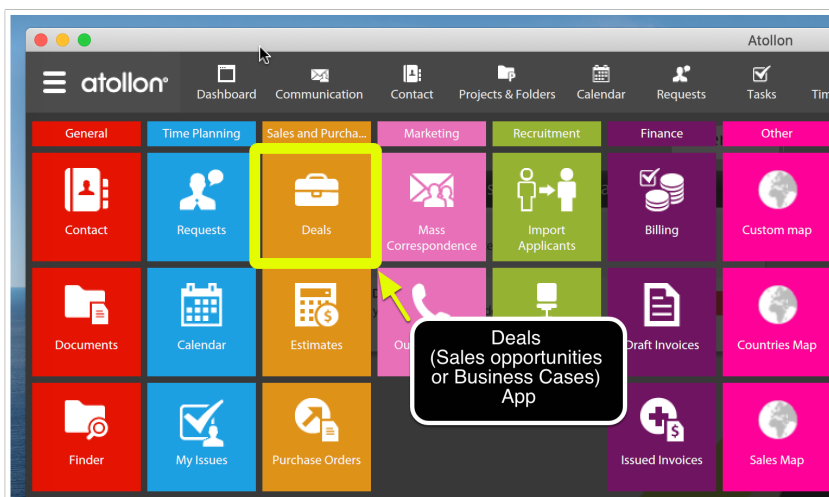 Atollon
atollon
Dashboard
Communication
Contact
Projects & Folders
Calendar
Requests
Tasks
General
Time Planning
Sales and Purcha...
Marketing
Recruitment
Finance
Other
Contact
Requests
Deals
Mass
Correspondence
Import
Applicants
Billing
Custom map
Documents
Calendar
Estimates
Draft Invoices
Countries Map
Deals
(Sales opportunities
or Business Cases)
App
Finder
My Issues
Purchase Orders
Issued Invoices
Sales Map